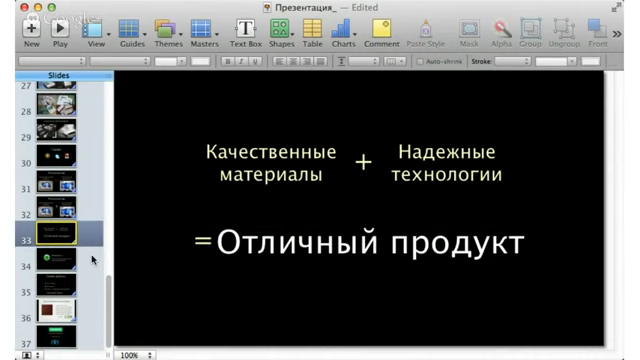 Презентация_ — Edited
Google
New Play View Guides Themes Masters Text Box Shapes Table Charts Comment Paste Style Mask Alpha Group Ungroup Front
B I U Auto-shrink Stroke:
Slides
27
28
29
30
31
32
33
34
35
36
37
Качественные
материалы
+
Надежные
технологии
=Отличный продукт
100%